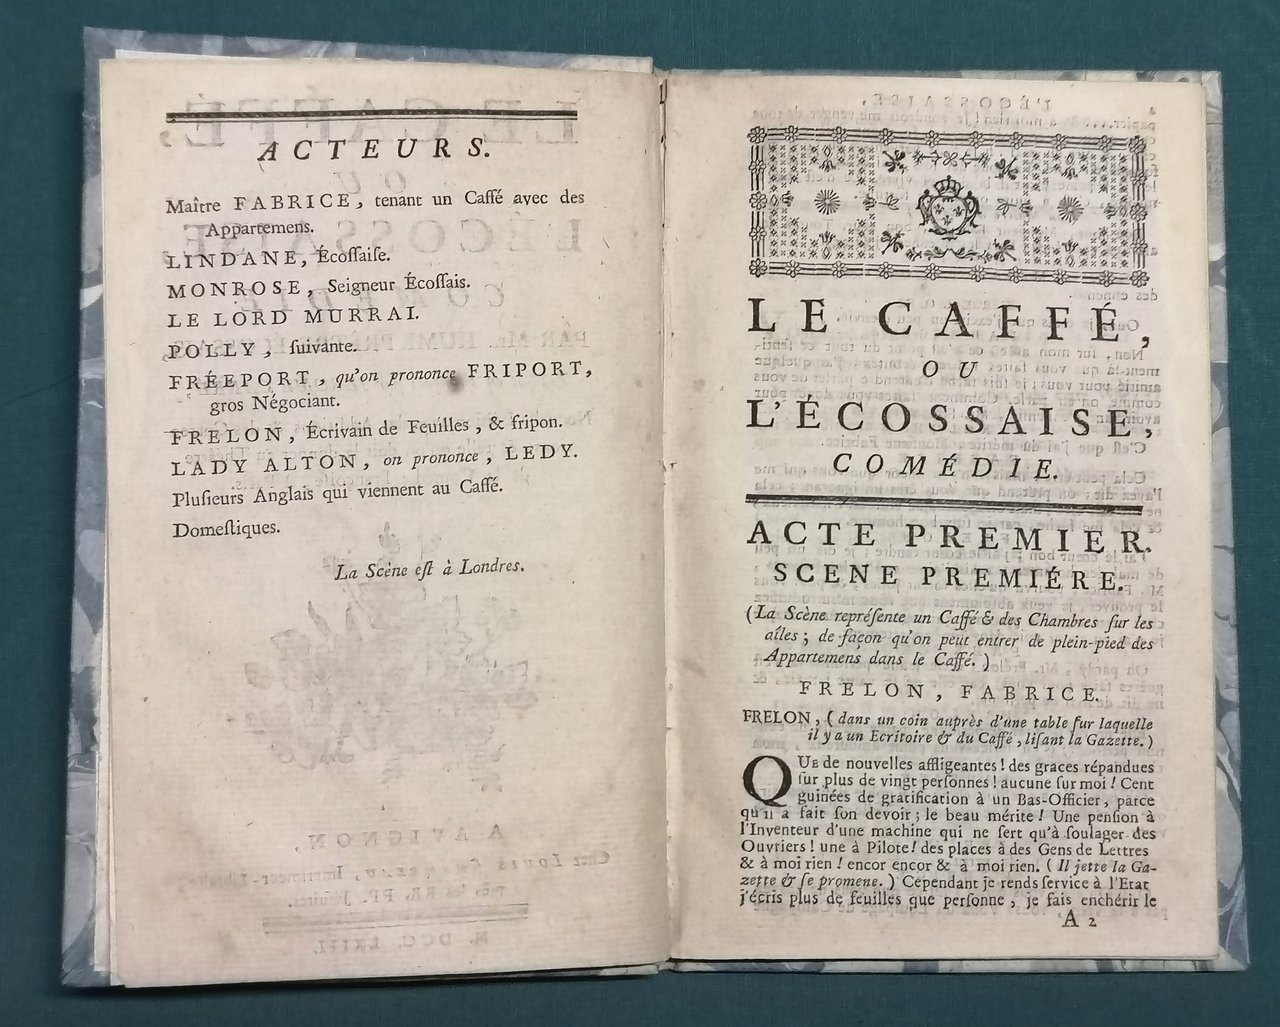 ACTEURS.
Maître FABRICE, tenant un Caffé avec des
Appartemens.
LINDANE, Écoſſaiſe.
MONROSE, Seigneur Écoſſais.
LE LORD MURRAI.
POLLY, ſuivante.
FRÉEPORT, qu'on prononce FRIPORT,
gros Négociant.
FRELON, Écrivain de Feuilles, & fripon.
LADY ALTON, on prononce, LEDY.
Pluſieurs Anglais qui viennent au Caffé.
Domeſtiques.
La Scène eſt à Londres.
LE CAFFÉ,
OU
L'ÉCOSSAISE,
COMÉDIE.
ACTE PREMIER.
SCENE PREMIÉRE.
(La Scène repréſente un Caffé & des Chambres ſur les
aîles; de façon qu'on peut entrer de plein-pied des
Appartemens dans le Caffé.)
FRELON, FABRICE.
FRELON, (dans un coin auprès d'une table ſur laquelle
il y a un Ecritoire & du Caffé, liſant la Gazette.)
QUE de nouvelles affligeantes! des graces répandues
ſur plus de vingt perſonnes! aucune ſur moi! Cent
guinées de gratification à un Bas-Officier, parce
qu'il a fait ſon devoir; le beau mérite! Une penſion à
l'Inventeur d'une machine qui ne ſert qu'à ſoulager des
Ouvriers! une à Pilote! des places à des Gens de Lettres
& à moi rien! encor encor & à moi rien. (Il jette la Ga-
zette & ſe promene.) Cependant je rends ſervice à l'Etat
j'écris plus de feuilles que perſonne, je fais enchérir le
A 2